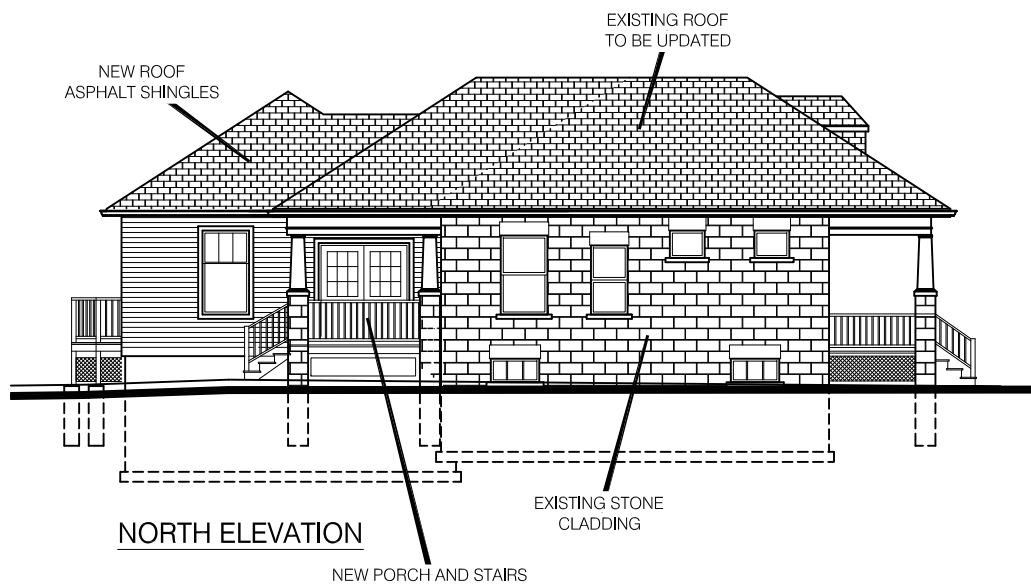 EXISTING ROOF
TO BE UPDATED
NEW ROOF
ASPHALT SHINGLES
EXISTING STONE
CLADDING
NORTH ELEVATION
NEW PORCH AND STAIRS